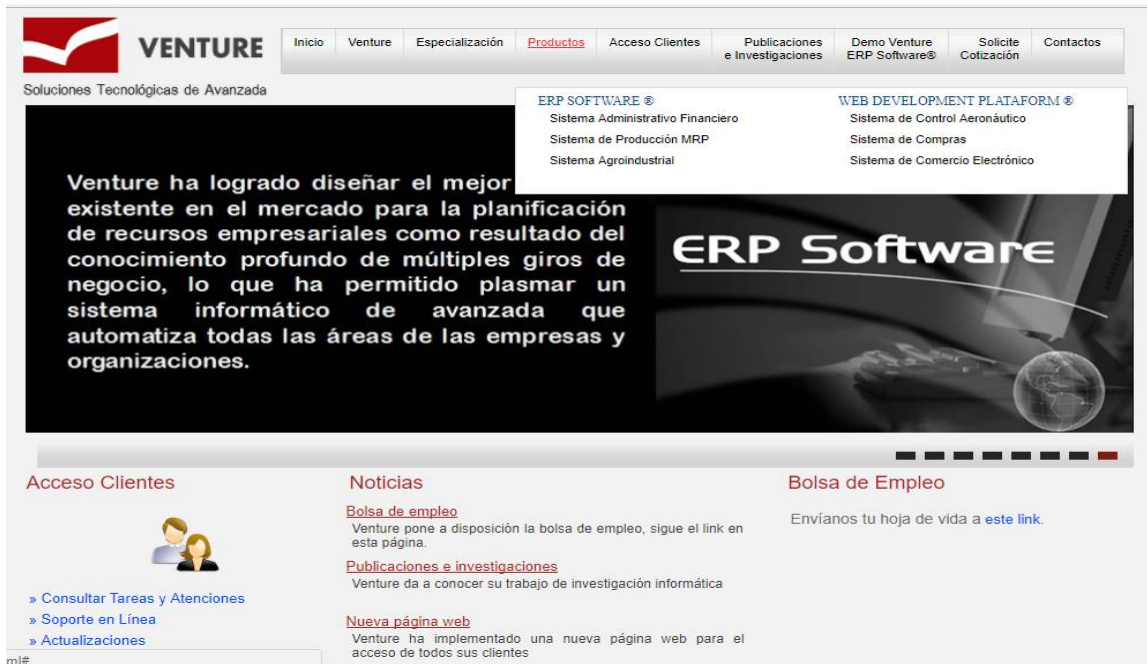 VENTURE
Soluciones Tecnológicas de Avanzada
Inicio
Venture
Especialización
Productos
Acceso Clientes
Publicaciones
e Investigaciones
Demo Venture
ERP Software®
Solicite
Cotización
Contactos
ERP SOFTWARE ®
Sistema Administrativo Financiero
Sistema de Producción MRP
Sistema Agroindustrial
WEB DEVELOPMENT PLATAFORM ®
Sistema de Control Aeronáutico
Sistema de Compras
Sistema de Comercio Electrónico
Venture ha logrado diseñar el mejor
existente en el mercado para la planificación
de recursos empresariales como resultado del
conocimiento profundo de múltiples giros de
negocio, lo que ha permitido plasmar un
sistema informático de avanzada que
automatiza todas las áreas de las empresas y
organizaciones.
ERP Software
Acceso Clientes
» Consultar Tareas y Atenciones
» Soporte en Línea
» Actualizaciones
Noticias
Bolsa de empleo
Venture pone a disposición la bolsa de empleo, sigue el link en
esta página.
Publicaciones e investigaciones
Venture da a conocer su trabajo de investigación informática
Nueva página web
Venture ha implementado una nueva página web para el
acceso de todos sus clientes
Bolsa de Empleo
Envíanos tu hoja de vida a este link.